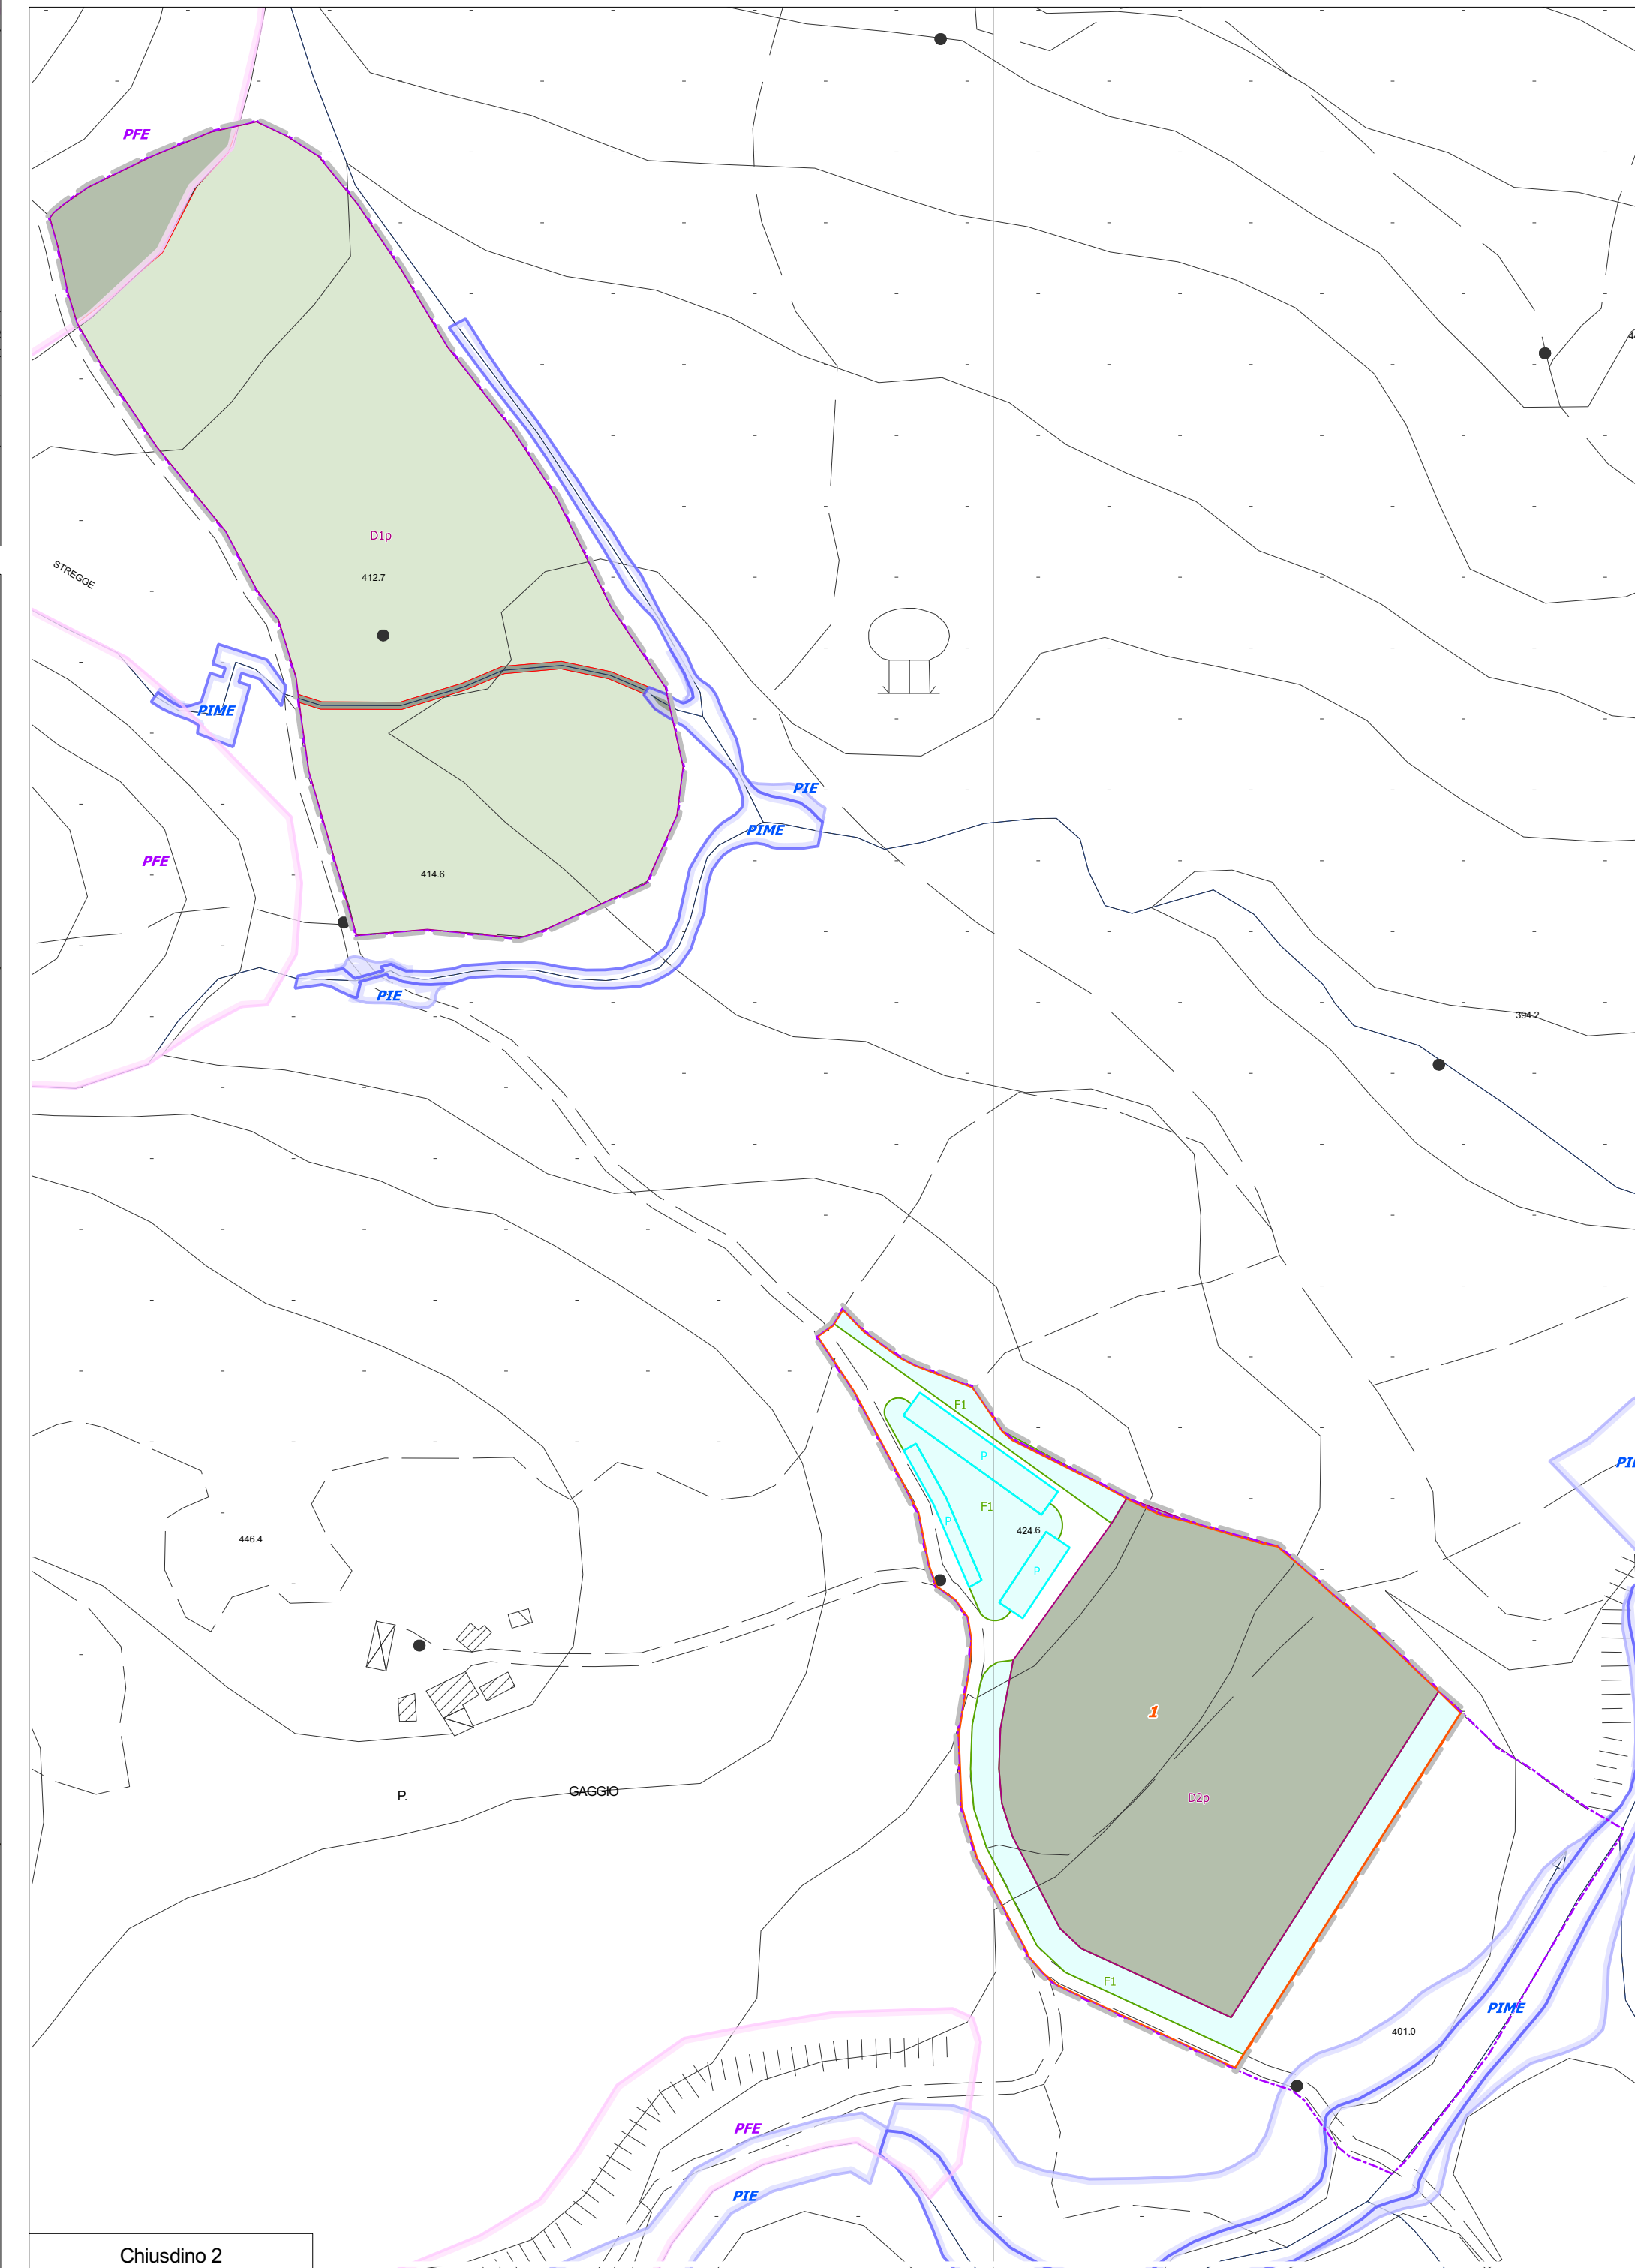 PFE
D1p
412.7
STREGGE
PIME
PIE
PIME
PFE
414.6
PIE
394.2
F1
P
F1
P
424.6
P
446.4
1
P.
GAGGIO
D2p
F1
PIME
401.0
PFE
PIE
Chiusdino 2